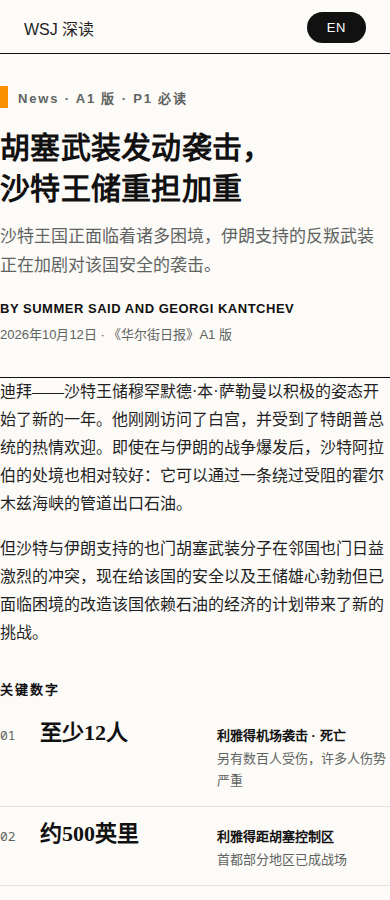 WSJ 深读
EN
News · A1 版 · P1 必读
胡塞武装发动袭击，
沙特王储重担加重
沙特王国正面临着诸多困境，伊朗支持的反叛武装
正在加剧对该国安全的袭击。
BY SUMMER SAID AND GEORGI KANTCHEV
2026年10月12日 · 《华尔街日报》A1 版
迪拜——沙特王储穆罕默德·本·萨勒曼以积极的姿态开
始了新的一年。他刚刚访问了白宫，并受到了特朗普总
统的热情欢迎。即使在与伊朗的战争爆发后，沙特阿拉
伯的处境也相对较好：它可以通过一条绕过受阻的霍尔
木兹海峡的管道出口石油。
但沙特与伊朗支持的也门胡塞武装分子在邻国也门日益
激烈的冲突，现在给该国的安全以及王储雄心勃勃但已
面临困境的改造该国依赖石油的经济的计划带来了新的
挑战。
关键数字
01 至少12人 利雅得机场袭击 · 死亡
另有数百人受伤，许多人伤势
严重
02 约500英里 利雅得距胡塞控制区
首都部分地区已成战场